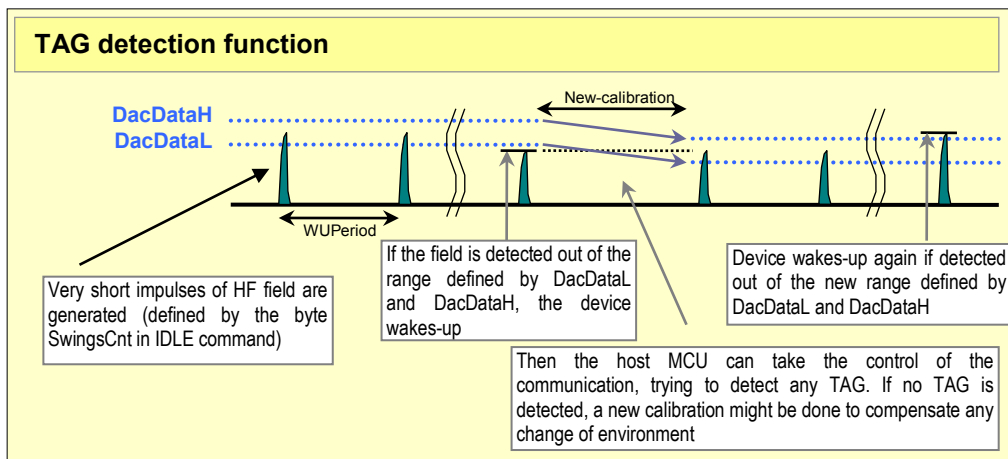 TAG detection function
New-calibration
DacDataH
DacDataL
WUPeriod
Very short impulses of HF field are
generated (defined by the byte
SwingsCnt in IDLE command)
If the field is detected out of the
range defined by DacDataL
and DacDataH, the device
wakes-up
Device wakes-up again if detected
out of the new range defined by
DacDataL and DacDataH
Then the host MCU can take the control of the
communication, trying to detect any TAG. If no TAG is
detected, a new calibration might be done to compensate any
change of environment